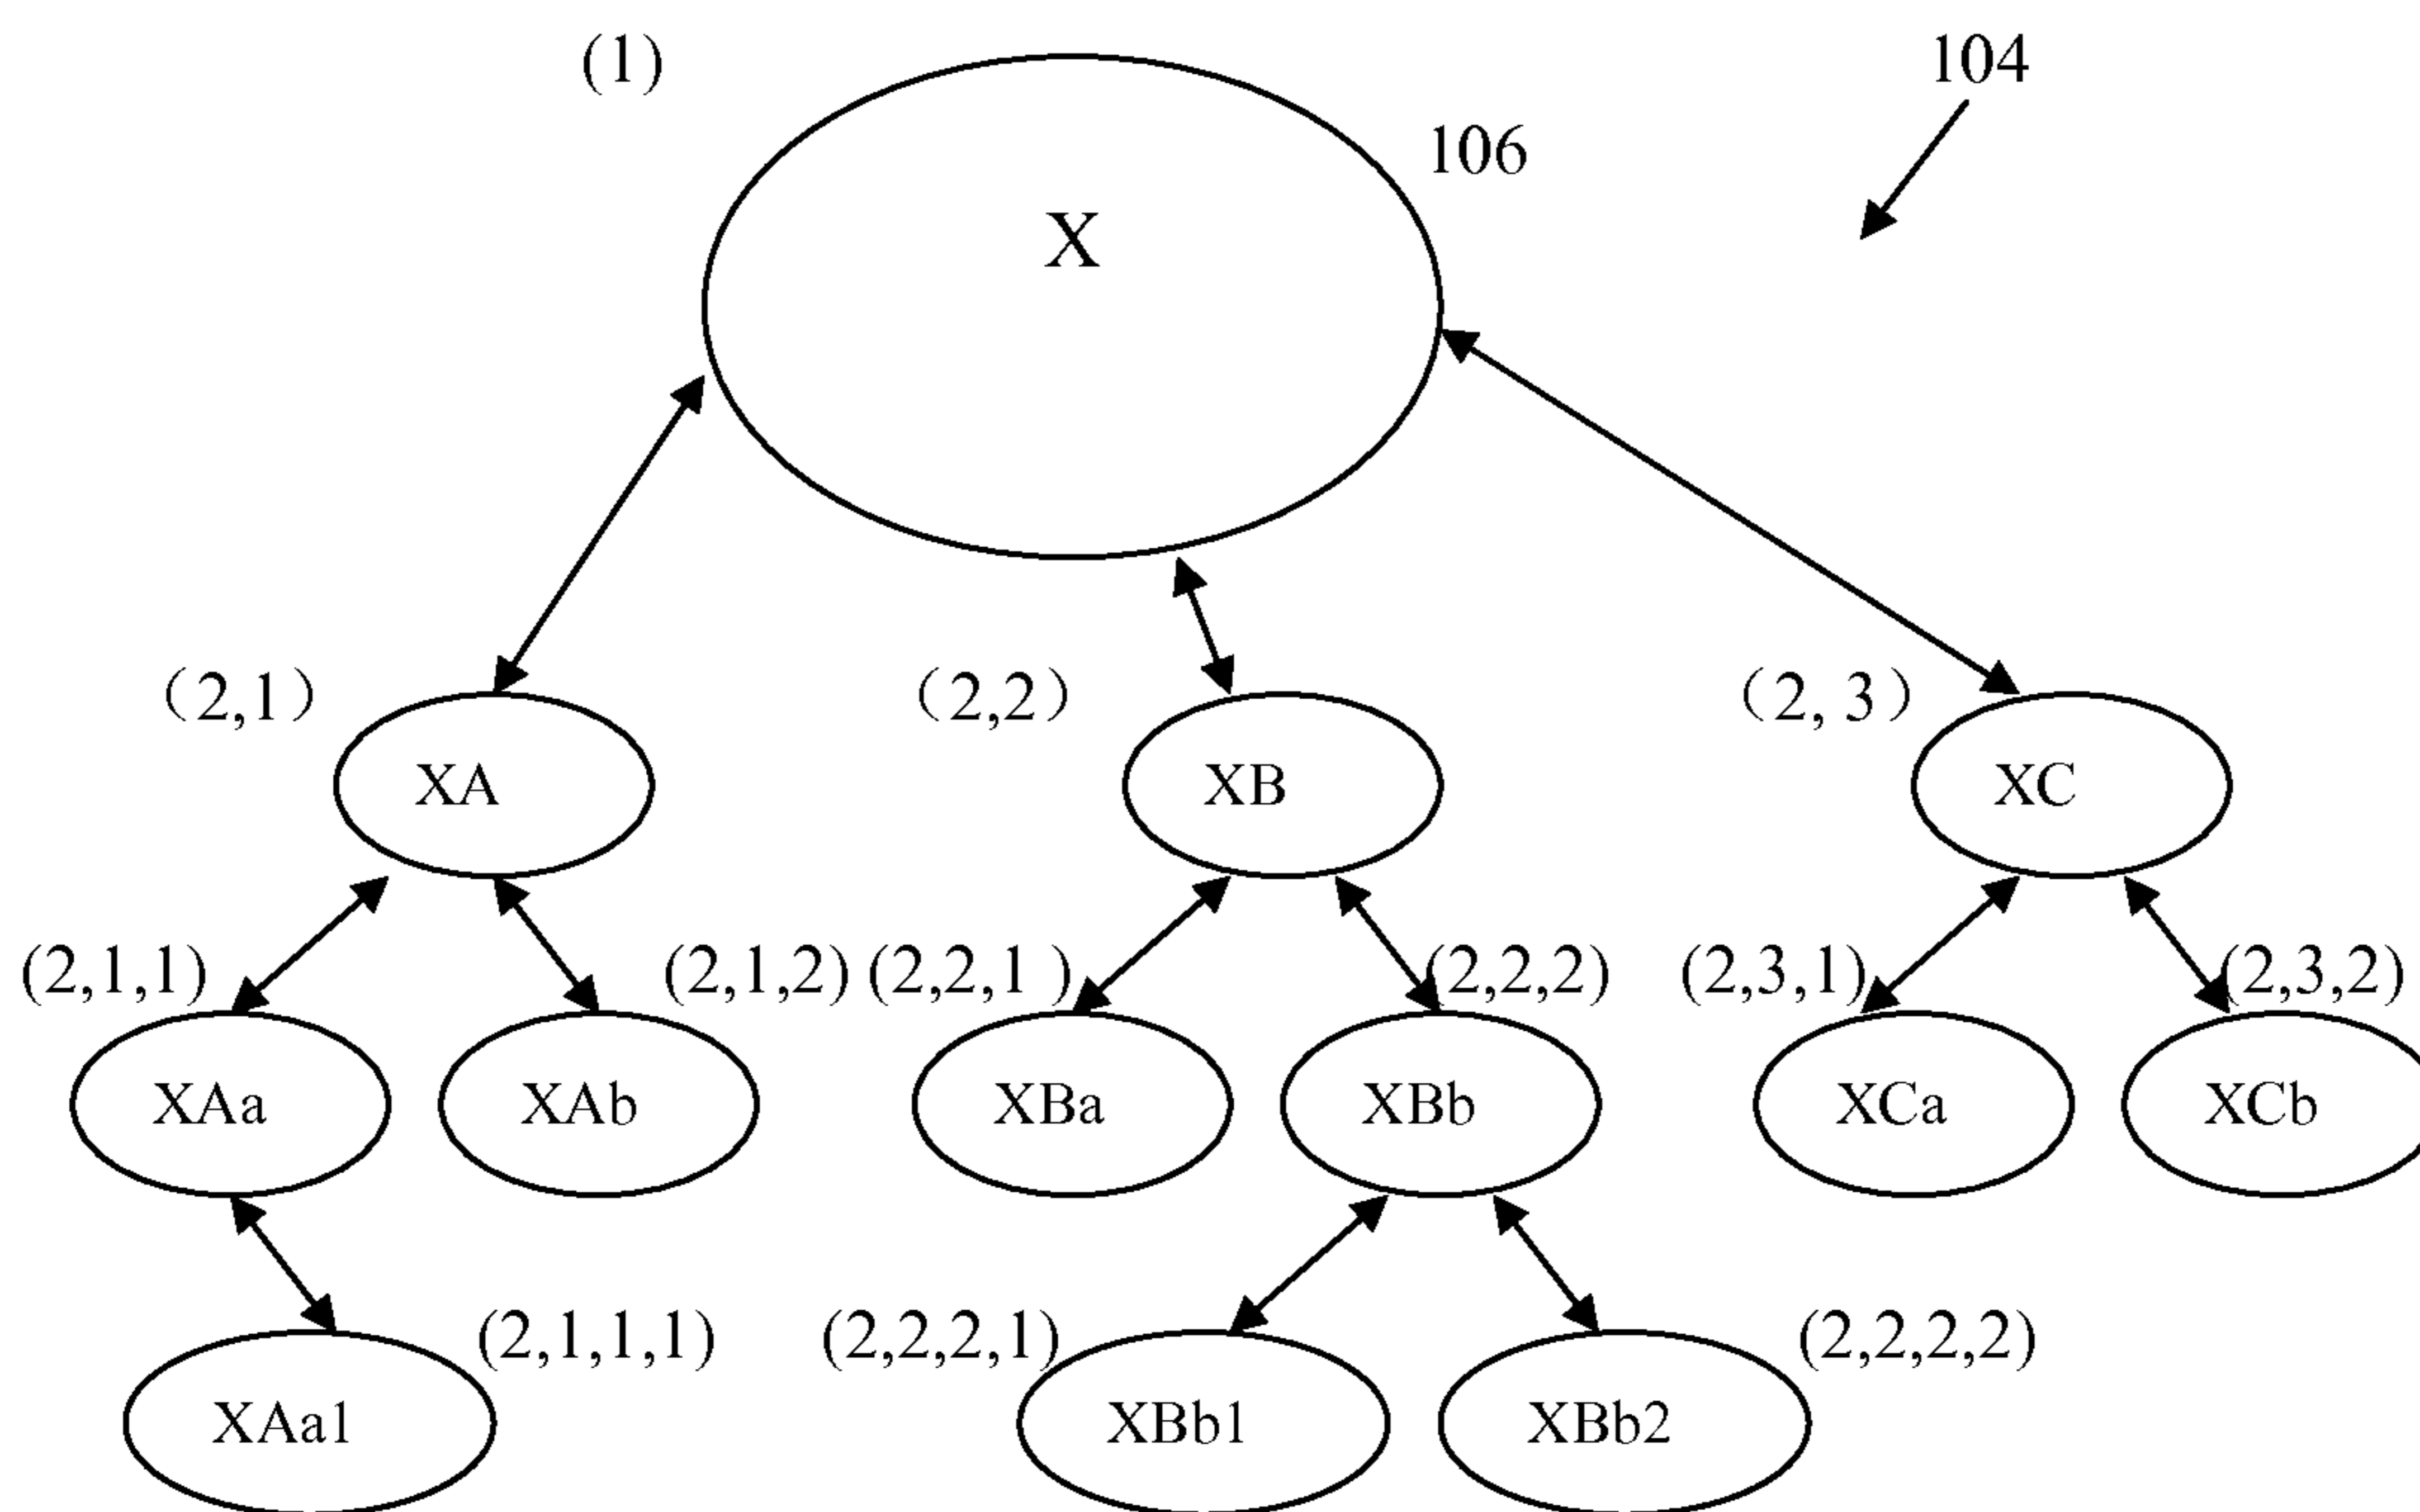 (1)
104
106
X
(2,1)
(2,2)
(2, 3)
XA
XB
XC
(2,1,1)
(2,1,2)
(2,2,1 )
(2,2,2)
(2,3,1)
(2,3,2)
XAa
XAb
XBa
XBb
XCa
XCb
(2,1,1,1)
(2,2,2,1)
(2,2,2,2)
XAa1
XBb1
XBb2